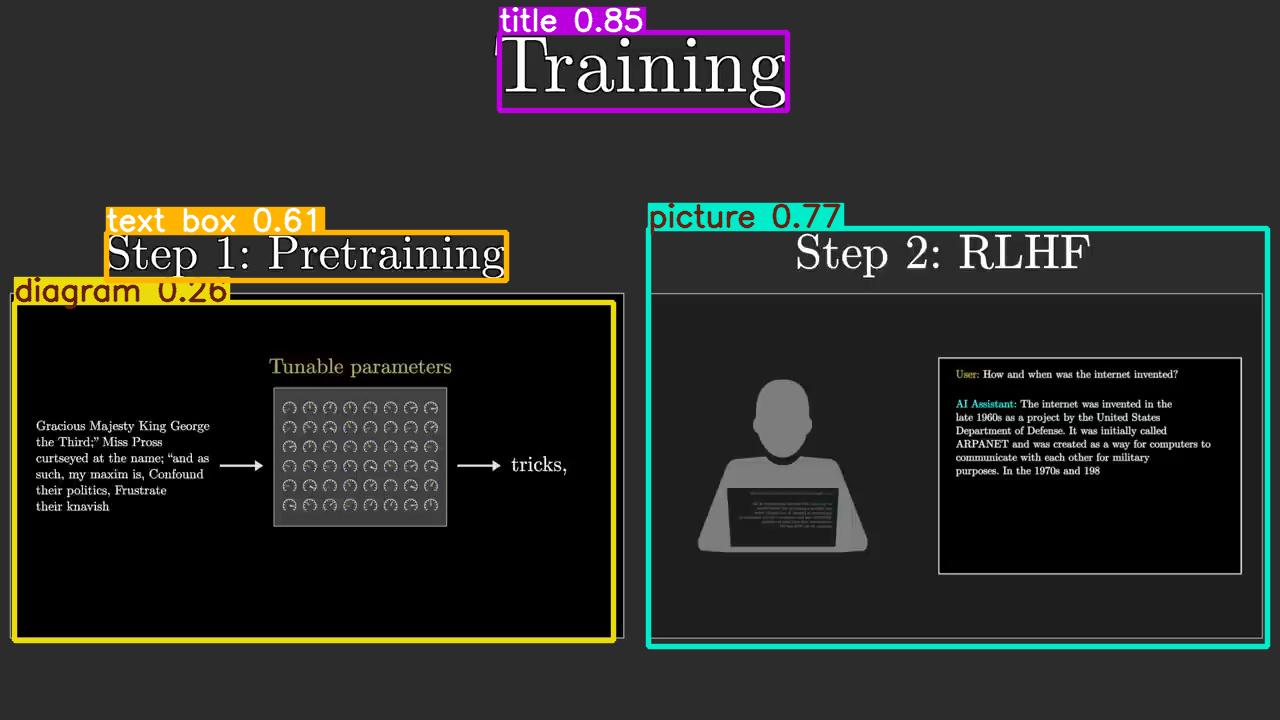 title 0.85
Training
text box 0.61
Step 1: Pretraining
diagram 0.26
Tunable parameters
Gracious Majesty King George
the Third;” Miss Pross
curtseyed at the name; “and as
such, my maxim is, Confound
their politics, Frustrate
their knavish
tricks,
picture 0.77
Step 2: RLHF
User: How and when was the internet invented?
AI Assistant: The internet was invented in the
late 1960s as a project by the United States
Department of Defense. It was initially called
ARPANET and was created as a way for computers to
communicate with each other for military
purposes. In the 1970s and 198